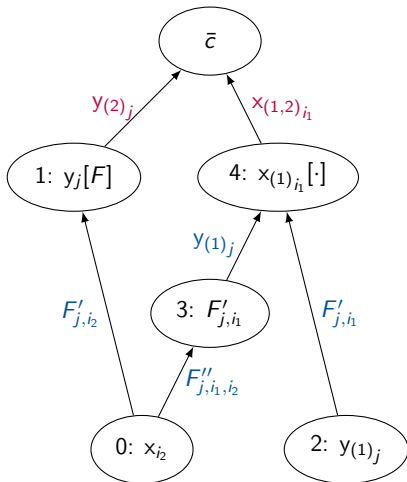 c̄
y₍₂₎ⱼ x₍₁,₂₎ᵢ₁
1: yⱼ[F] 4: x₍₁₎ᵢ₁[·]
y₍₁₎ⱼ
F′ⱼ,ᵢ₂ 3: F′ⱼ,ᵢ₁ F′ⱼ,ᵢ₁
F″ⱼ,ᵢ₁,ᵢ₂
0: xᵢ₂ 2: y₍₁₎ⱼ